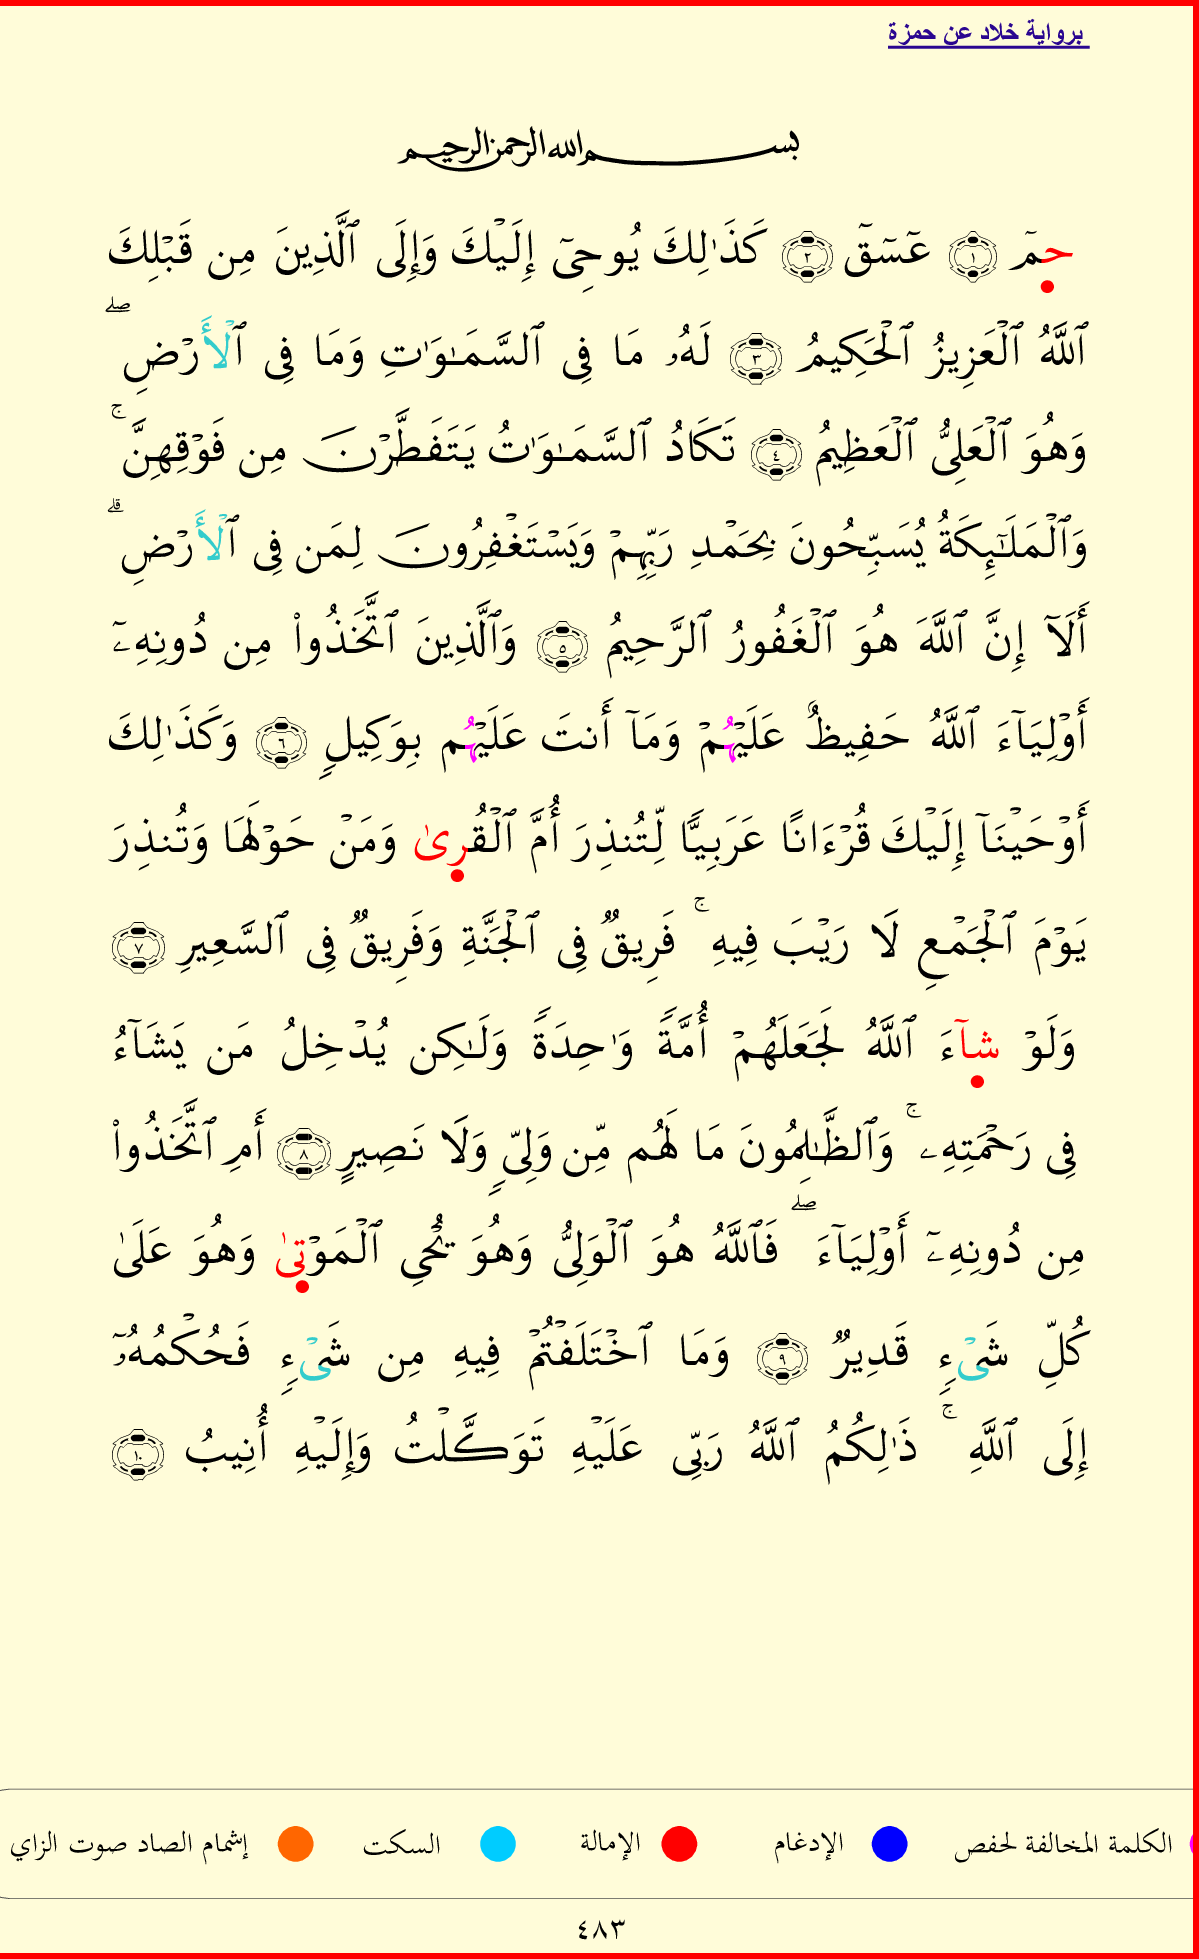 برواية خلاد عن حمزة
بسم الله الرحمن الرحيم
حمٓ ١ عٓسٓقٓ ٢ كَذَٰلِكَ يُوحِىٓ إِلَيْكَ وَإِلَى ٱلَّذِينَ مِن قَبْلِكَ
ٱللَّهُ ٱلْعَزِيزُ ٱلْحَكِيمُ ٣ لَهُۥ مَا فِى ٱلسَّمَٰوَٰتِ وَمَا فِى ٱلْأَرْضِ ۖ
وَهُوَ ٱلْعَلِىُّ ٱلْعَظِيمُ ٤ تَكَادُ ٱلسَّمَٰوَٰتُ يَتَفَطَّرْنَ مِن فَوْقِهِنَّ ۚ
وَٱلْمَلَٰٓئِكَةُ يُسَبِّحُونَ بِحَمْدِ رَبِّهِمْ وَيَسْتَغْفِرُونَ لِمَن فِى ٱلْأَرْضِ ۗ
أَلَآ إِنَّ ٱللَّهَ هُوَ ٱلْغَفُورُ ٱلرَّحِيمُ ٥ وَٱلَّذِينَ ٱتَّخَذُوا۟ مِن دُونِهِۦٓ
أَوْلِيَآءَ ٱللَّهُ حَفِيظٌ عَلَيْهُمْ وَمَآ أَنتَ عَلَيْهُم بِوَكِيلٍ ٦ وَكَذَٰلِكَ
أَوْحَيْنَآ إِلَيْكَ قُرْءَانًا عَرَبِيًّا لِّتُنذِرَ أُمَّ ٱلْقُرِىٰ وَمَنْ حَوْلَهَا وَتُنذِرَ
يَوْمَ ٱلْجَمْعِ لَا رَيْبَ فِيهِ ۚ فَرِيقٌ فِى ٱلْجَنَّةِ وَفَرِيقٌ فِى ٱلسَّعِيرِ ٧
وَلَوْ شآءَ ٱللَّهُ لَجَعَلَهُمْ أُمَّةً وَٰحِدَةً وَلَٰكِن يُدْخِلُ مَن يَشَآءُ
فِى رَحْمَتِهِۦ ۚ وَٱلظَّٰلِمُونَ مَا لَهُم مِّن وَلِىٍّ وَلَا نَصِيرٍ ٨ أَمِ ٱتَّخَذُوا۟
مِن دُونِهِۦٓ أَوْلِيَآءَ ۖ فَٱللَّهُ هُوَ ٱلْوَلِىُّ وَهُوَ يُحْىِ ٱلْمَوْتِىٰ وَهُوَ عَلَىٰ
كُلِّ شَىْءٍ قَدِيرٌ ٩ وَمَا ٱخْتَلَفْتُمْ فِيهِ مِن شَىْءٍ فَحُكْمُهُۥٓ
إِلَى ٱللَّهِ ۚ ذَٰلِكُمُ ٱللَّهُ رَبِّى عَلَيْهِ تَوَكَّلْتُ وَإِلَيْهِ أُنِيبُ ١٠
الكلمة المخالفة لحفص الإدغام الإمالة السكت إشمام الصاد صوت الزاي
٤٨٣